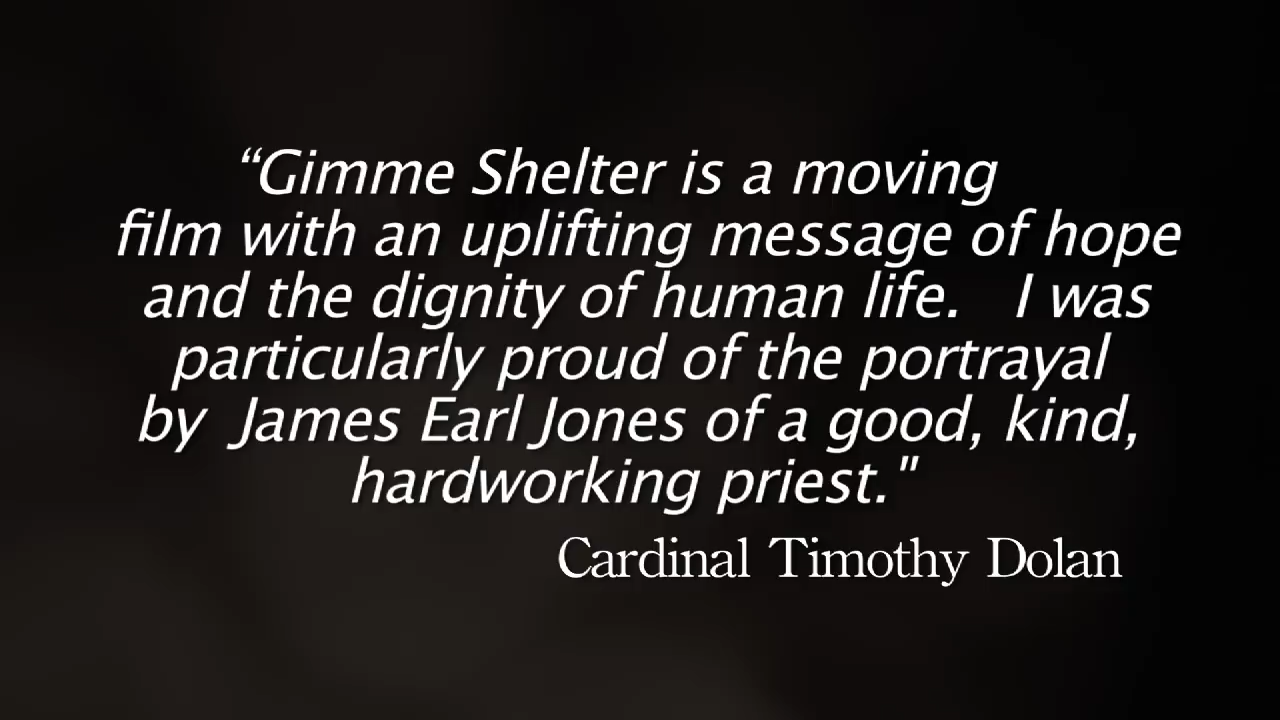 “Gimme Shelter is a moving
film with an uplifting message of hope
and the dignity of human life.   I was
particularly proud of the portrayal
by  James Earl Jones of a good, kind,
hardworking priest."
Cardinal Timothy Dolan